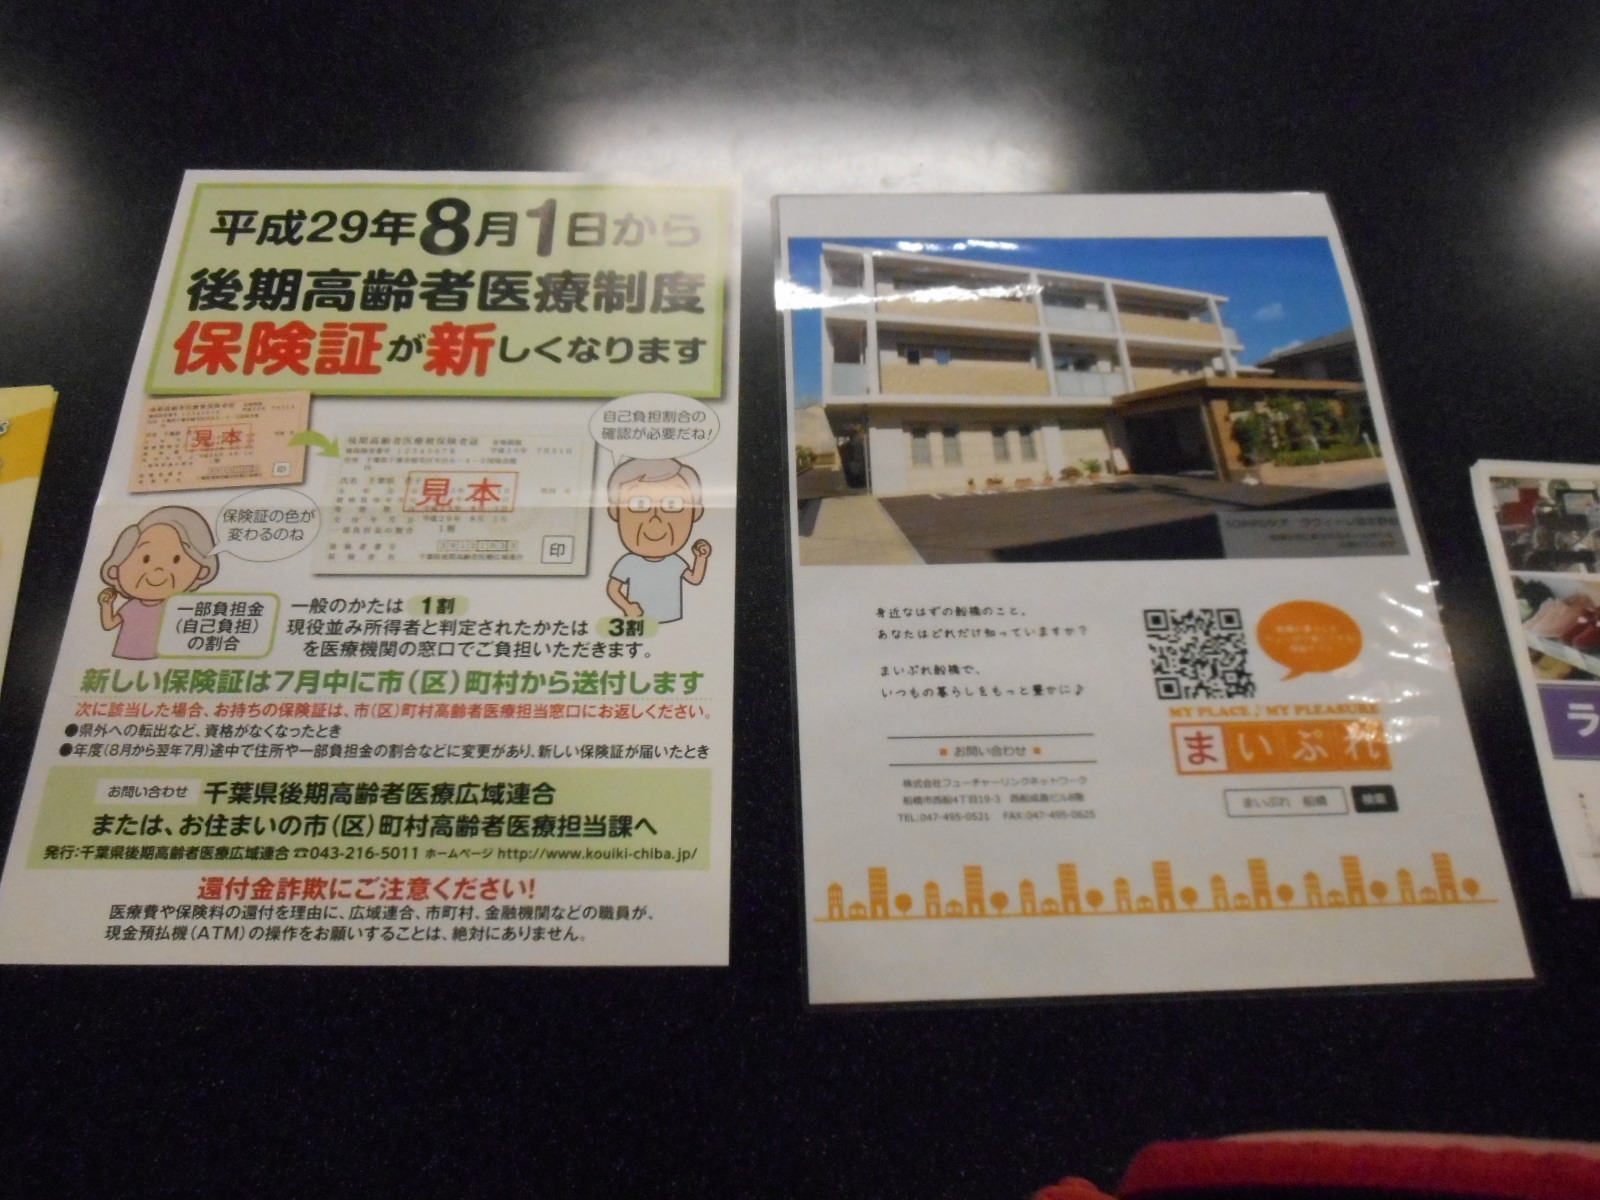 平成29年8月1日から
後期高齢者医療制度
保険証が新しくなります
見本
印
後期高齢者医療被保険者証
見本
印
自己負担割合の
確認が必要だね!
保険証の色が
変わるのね
一部負担金
(自己負担)
の割合
一般のかたは 1割
現役並み所得者と判定されたかたは 3割
を医療機関の窓口でご負担いただきます。
新しい保険証は7月中に市(区)町村から送付します
次に該当した場合、お持ちの保険証は、市(区)町村高齢者医療担当窓口にお返しください。
●県外への転出など、資格がなくなったとき
●年度(8月から翌年7月)途中で住所や一部負担金の割合などに変更があり、新しい保険証が届いたとき
お問い合わせ 千葉県後期高齢者医療広域連合
または、お住まいの市(区)町村高齢者医療担当課へ
発行:千葉県後期高齢者医療広域連合 ☎043-216-5011 ホームページ http://www.kouiki-chiba.jp/
還付金詐欺にご注意ください!
医療費や保険料の還付を理由に、広域連合、市町村、金融機関などの職員が、
現金預払機(ATM)の操作をお願いすることは、絶対にありません。
身近なはずの船橋のこと。
あなたはどれだけ知っていますか?
まいぷれ船橋で、
いつもの暮らしをもっと豊かに♪
MY PLACE♪MY PLEASURE
まいぷれ
■ お問い合わせ ■
株式会社フューチャーリンクネットワーク
船橋市西船4丁目19-3 西船成島ビル8階
TEL:047-495-0521 FAX:047-495-0625
まいぷれ 船橋 検索
ラ